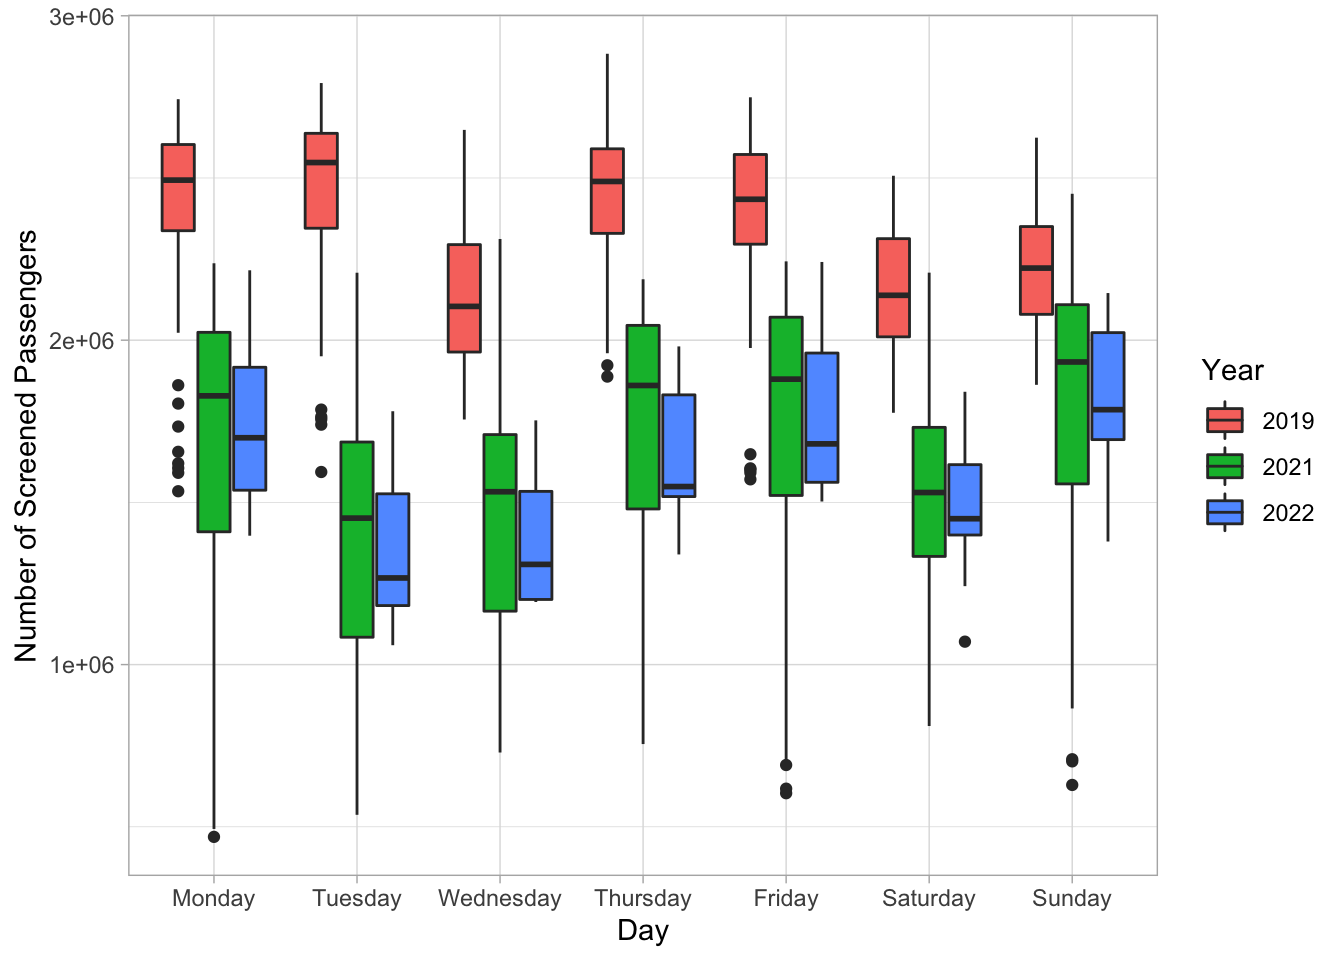 Number of Screened Passengers
3e+06
2e+06
1e+06
Monday
Tuesday
Wednesday
Thursday
Friday
Saturday
Sunday
Day
Year
2019
2021
2022